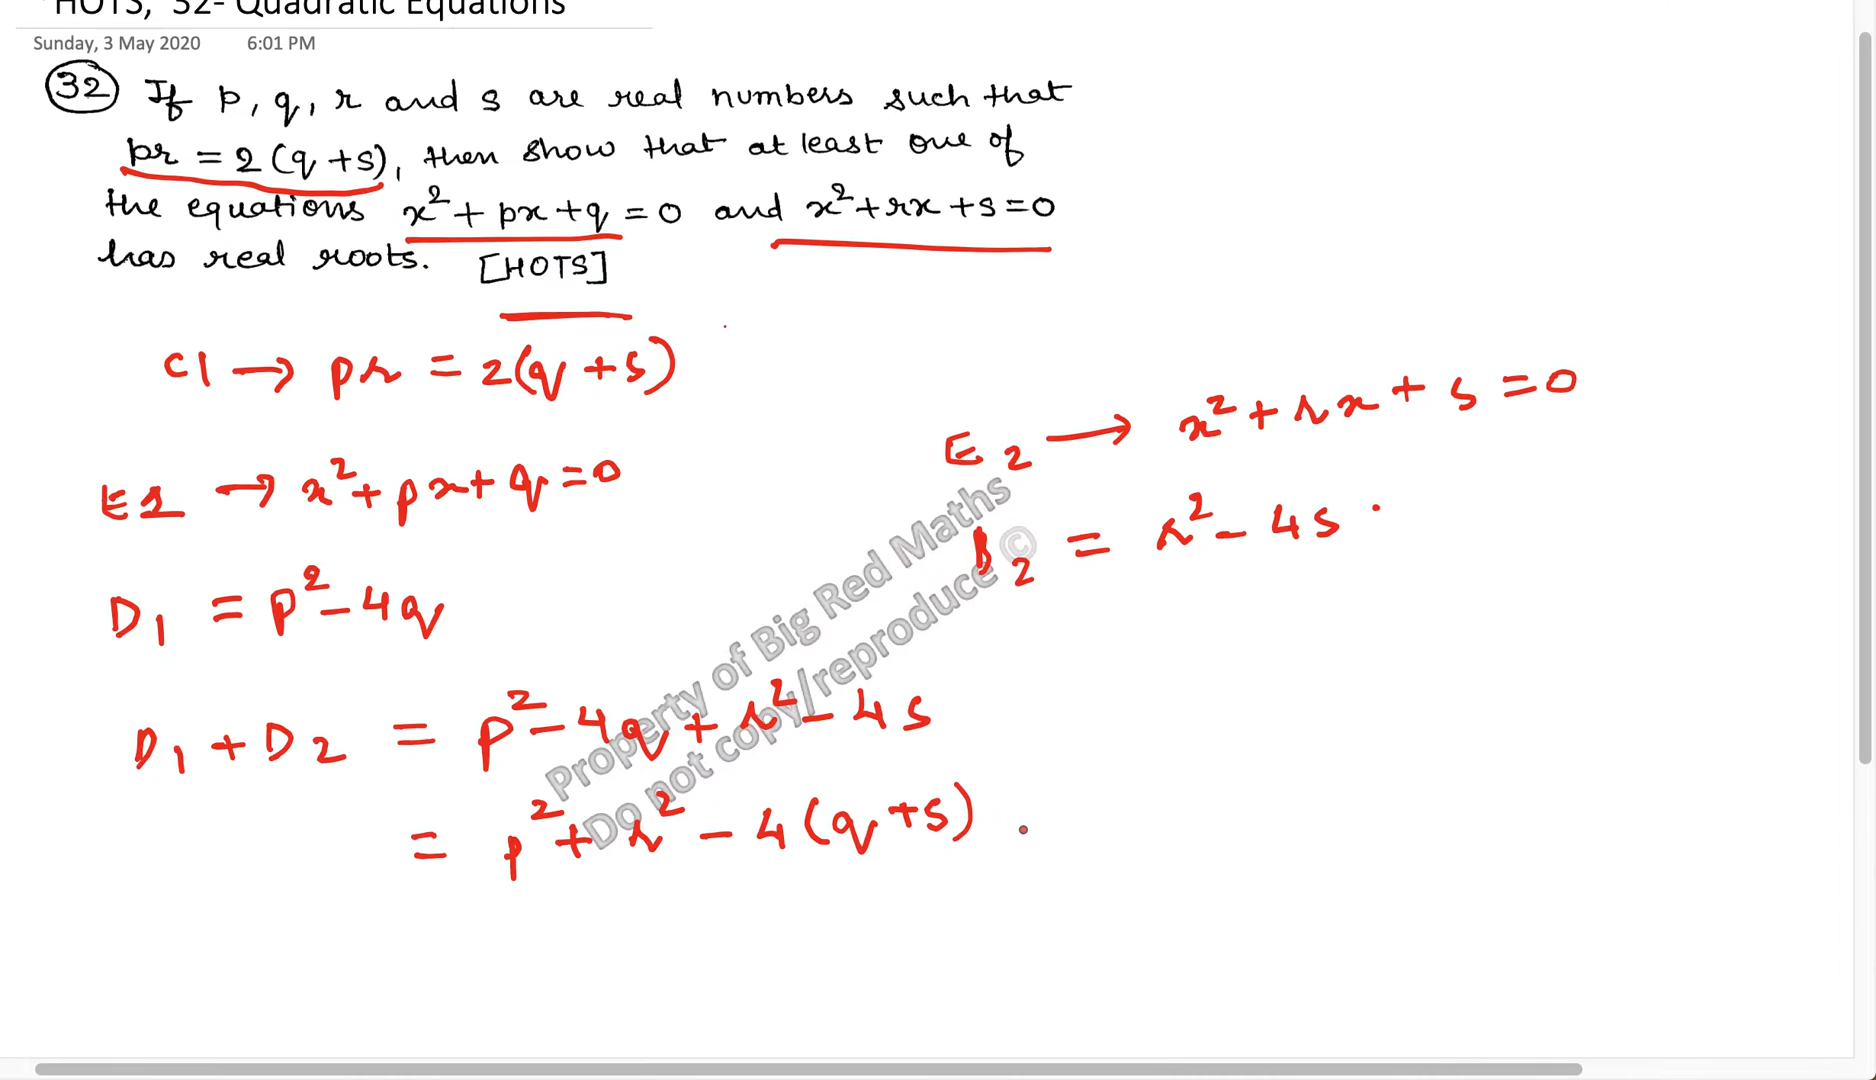 HOTS, 32- Quadratic Equations
Sunday, 3 May 2020 6:01 PM
32 If p, q, r and s are real numbers such that
pr = 2(q+s), then show that at least one of
the equations x²+px+q=0 and x²+rx+s=0
has real roots. [HOTS]
C1 → pr = 2(q+s)
E1 → x²+px+q=0
E2 → x²+rx+s=0
D1 = p²-4q
D2 = r²-4s
D1+D2 = p²-4q+r²-4s
= p²+r²-4(q+s)
Property of Big Red Maths ©
Do not copy/reproduce